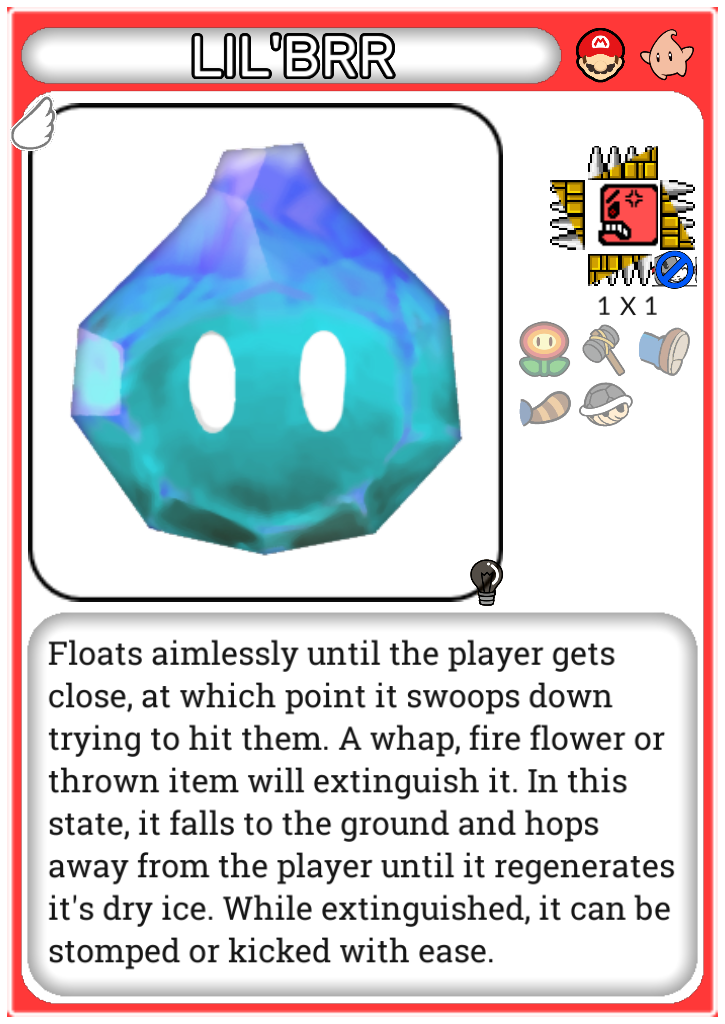 LIL'BRR
M
1 X 1
Floats aimlessly until the player gets
close, at which point it swoops down
trying to hit them. A whap, fire flower or
thrown item will extinguish it. In this
state, it falls to the ground and hops
away from the player until it regenerates
it's dry ice. While extinguished, it can be
stomped or kicked with ease.